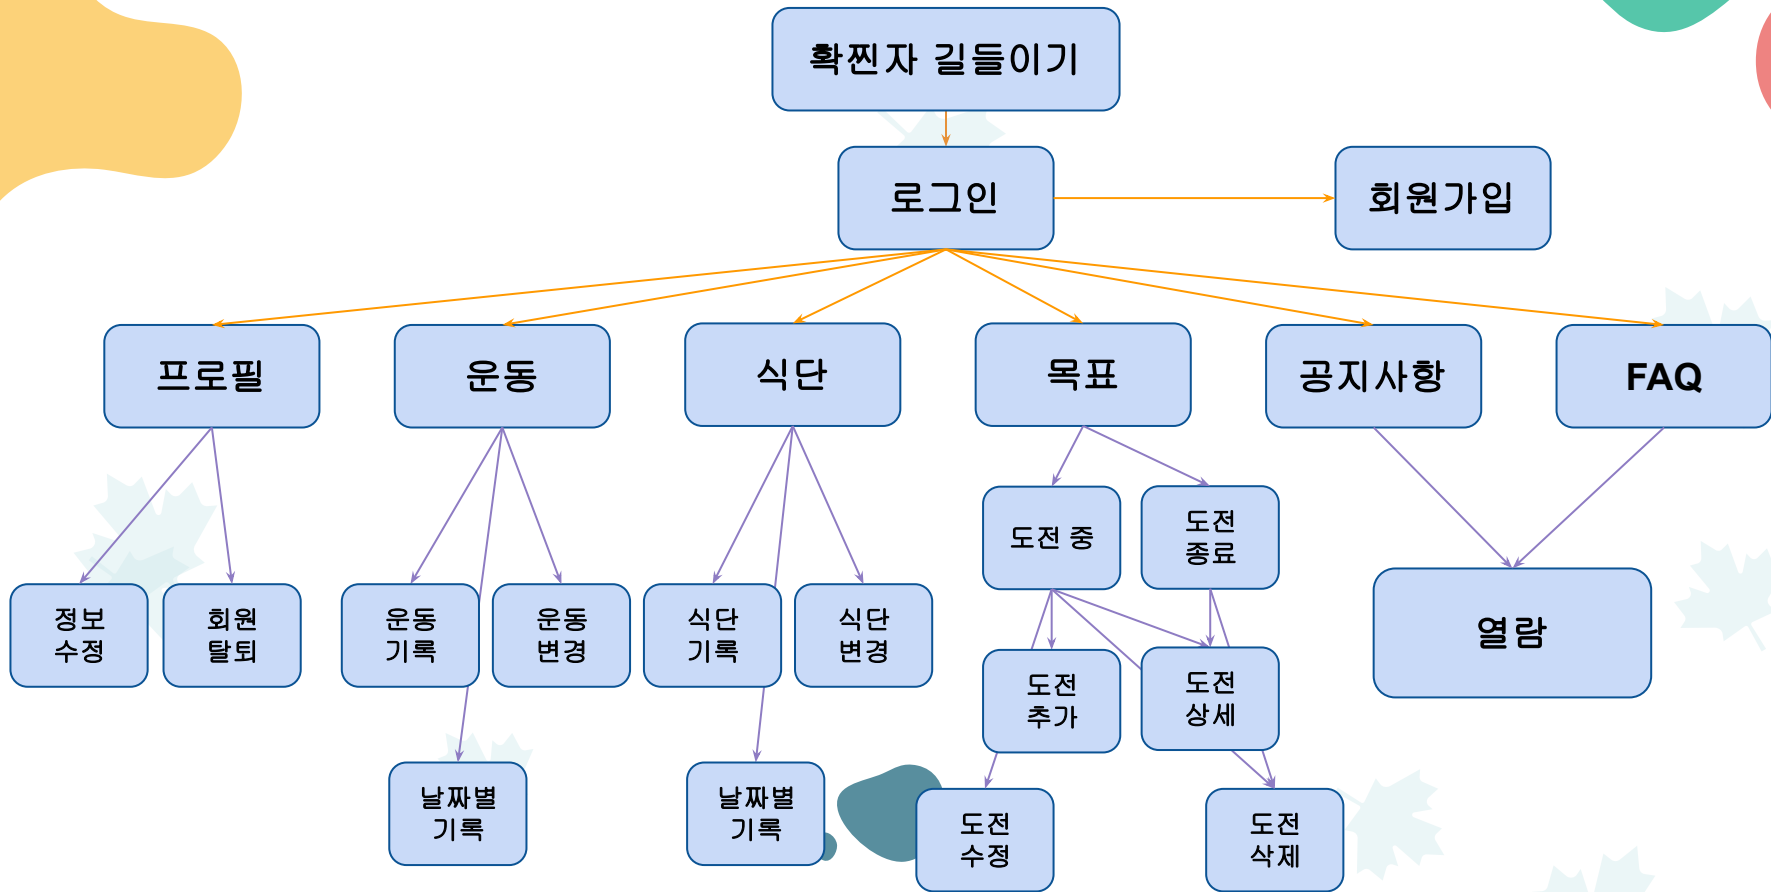 확찐자 길들이기
로그인
회원가입
프로필
운동
식단
목표
공지사항
FAQ
도전 중
도전
종료
정보
수정
회원
탈퇴
운동
기록
운동
변경
식단
기록
식단
변경
열람
도전
추가
도전
상세
날짜별
기록
날짜별
기록
도전
수정
도전
삭제